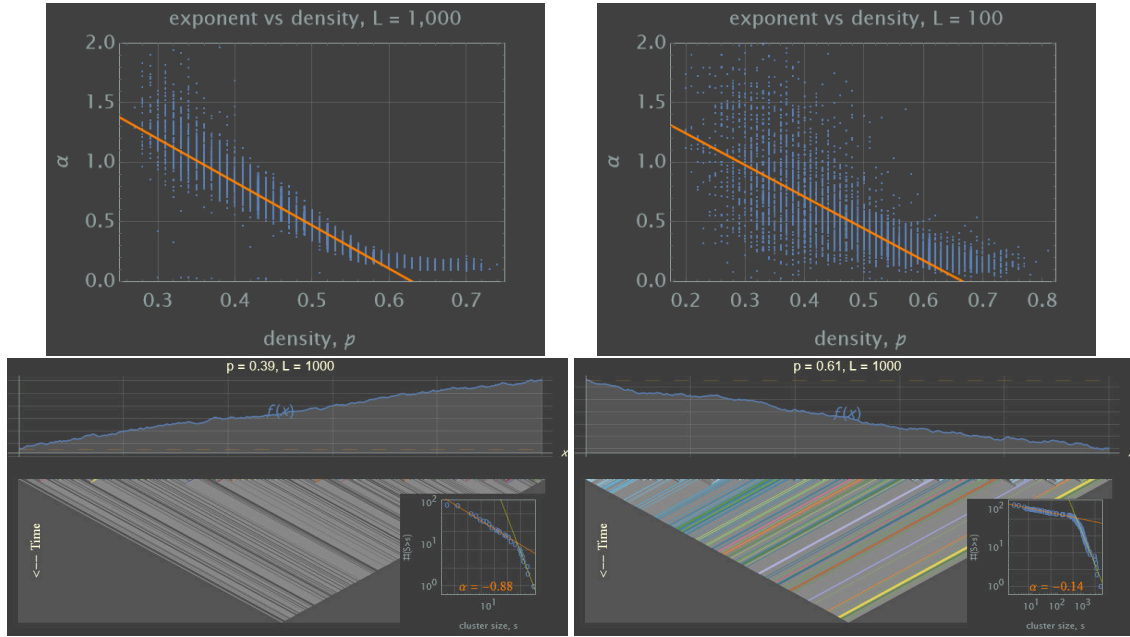 exponent vs density, L = 1,000
2.0
1.5
α
1.0
0.5
0.0
0.3 0.4 0.5 0.6 0.7
density, p
exponent vs density, L = 100
2.0
1.5
α
1.0
0.5
0.0
0.2 0.3 0.4 0.5 0.6 0.7 0.8
density, p
p = 0.39, L = 1000
f(x)
x
<--- Time
10²
10¹
10⁰
#(S>s)
α = -0.88
10¹
cluster size, s
p = 0.61, L = 1000
f(x)
<--- Time
10²
10¹
10⁰
#(S>s)
α = -0.14
10¹ 10² 10³
cluster size, s